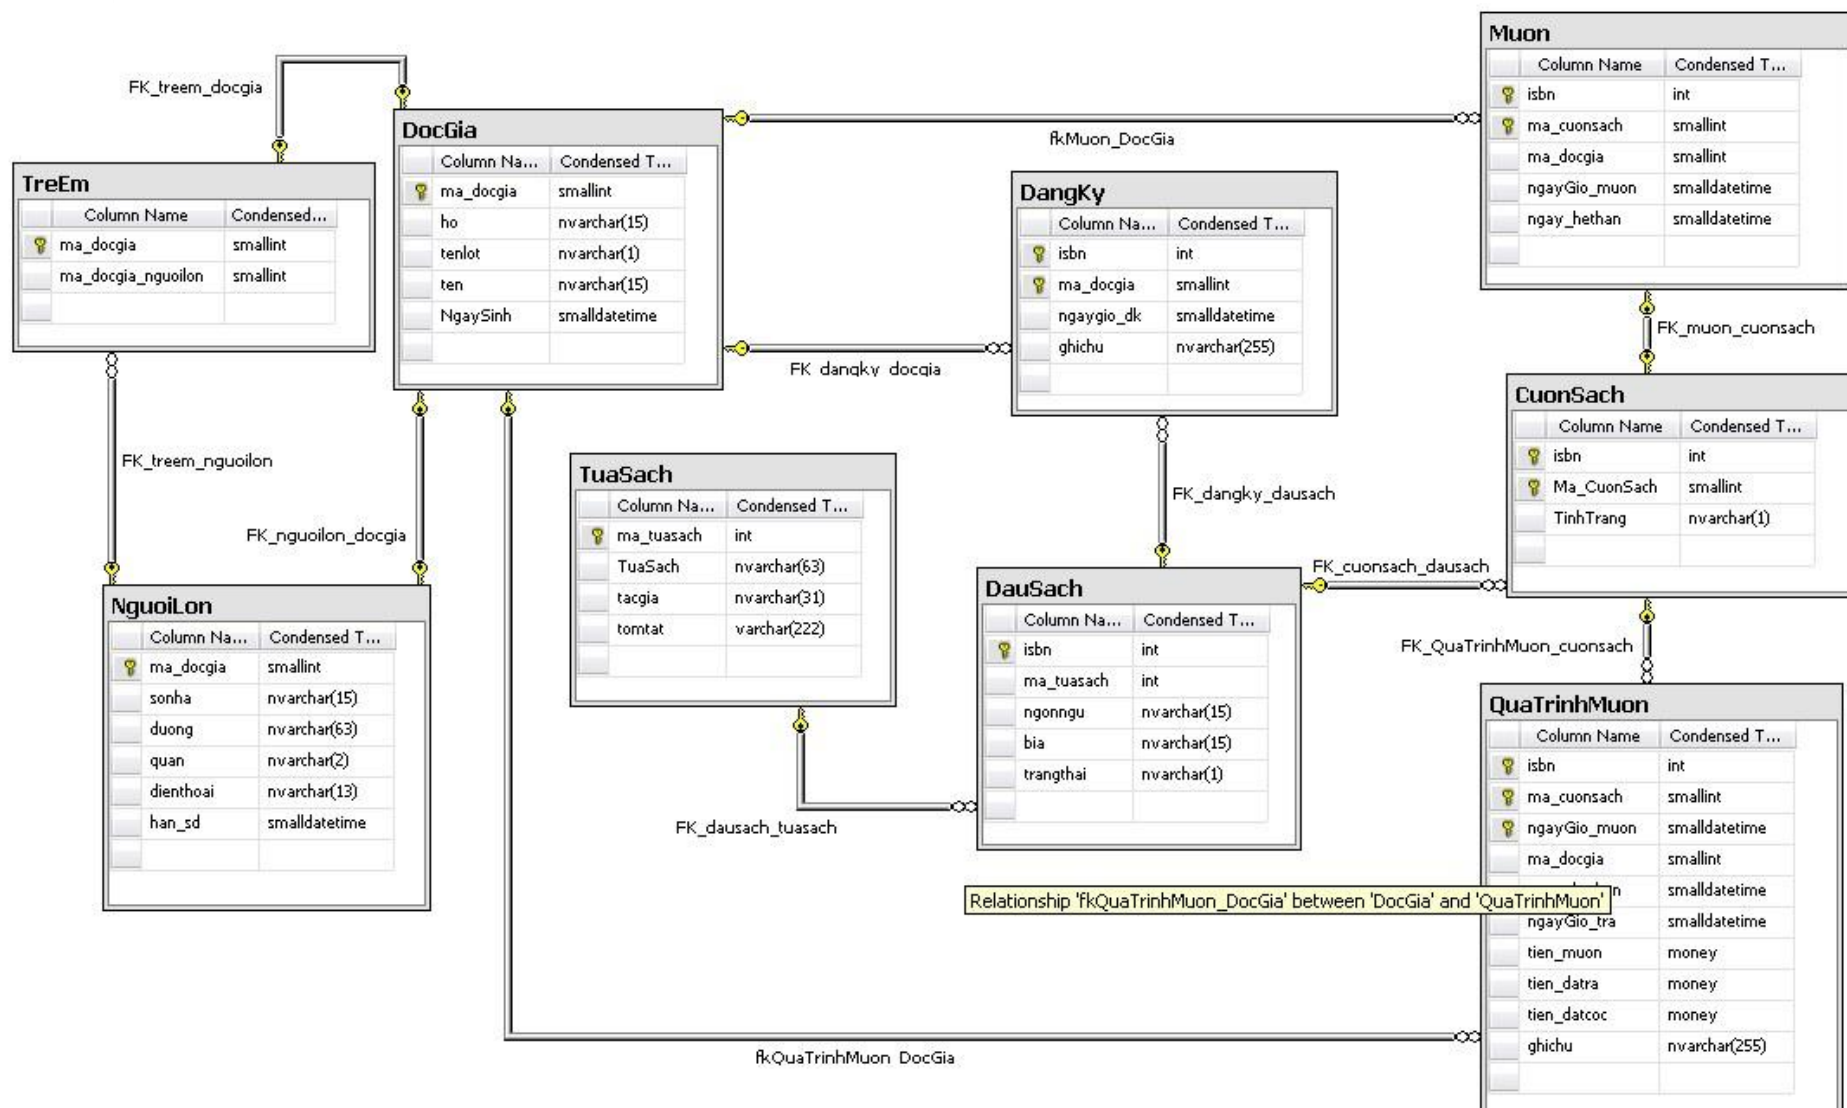 FK_treem_docgia
TreEm
Column Name Condensed...
ma_docgia smallint
ma_docgia_nguoilon smallint
DocGia
Column Na... Condensed T...
ma_docgia smallint
ho nvarchar(15)
tenlot nvarchar(1)
ten nvarchar(15)
NgaySinh smalldatetime
fkMuon_DocGia
Muon
Column Name Condensed T...
isbn int
ma_cuonsach smallint
ma_docgia smallint
ngayGio_muon smalldatetime
ngay_hethan smalldatetime
DangKy
Column Na... Condensed T...
isbn int
ma_docgia smallint
ngaygio_dk smalldatetime
ghichu nvarchar(255)
FK_dangky_docgia
FK_muon_cuonsach
CuonSach
Column Name Condensed T...
isbn int
Ma_CuonSach smallint
TinhTrang nvarchar(1)
FK_treem_nguoilon
FK_nguoilon_docgia
TuaSach
Column Na... Condensed T...
ma_tuasach int
TuaSach nvarchar(63)
tacgia nvarchar(31)
tomtat varchar(222)
FK_dangky_dausach
FK_cuonsach_dausach
NguoiLon
Column Na... Condensed T...
ma_docgia smallint
sonha nvarchar(15)
duong nvarchar(63)
quan nvarchar(2)
dienthoai nvarchar(13)
han_sd smalldatetime
DauSach
Column Na... Condensed T...
isbn int
ma_tuasach int
ngonngu nvarchar(15)
bia nvarchar(15)
trangthai nvarchar(1)
FK_dausach_tuasach
FK_QuaTrinhMuon_cuonsach
QuaTrinhMuon
Column Name Condensed T...
isbn int
ma_cuonsach smallint
ngayGio_muon smalldatetime
ma_docgia smallint
smalldatetime
Relationship 'fkQuaTrinhMuon_DocGia' between 'DocGia' and 'QuaTrinhMuon'
ngayGio_tra smalldatetime
tien_muon money
tien_datra money
tien_datcoc money
ghichu nvarchar(255)
fkQuaTrinhMuon_DocGia